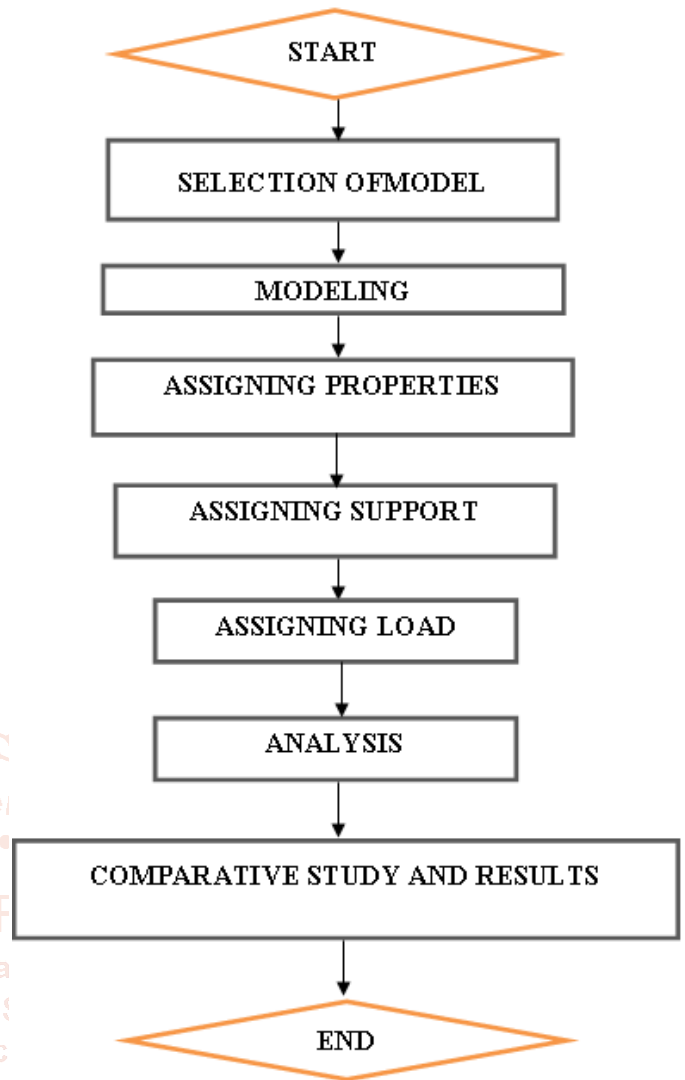 START
SELECTION OFMODEL
MODELING
ASSIGNING PROPERTIES
ASSIGNING SUPPORT
ASSIGNING LOAD
ANALYSIS
COMPARATIVE STUDY AND RESULTS
END